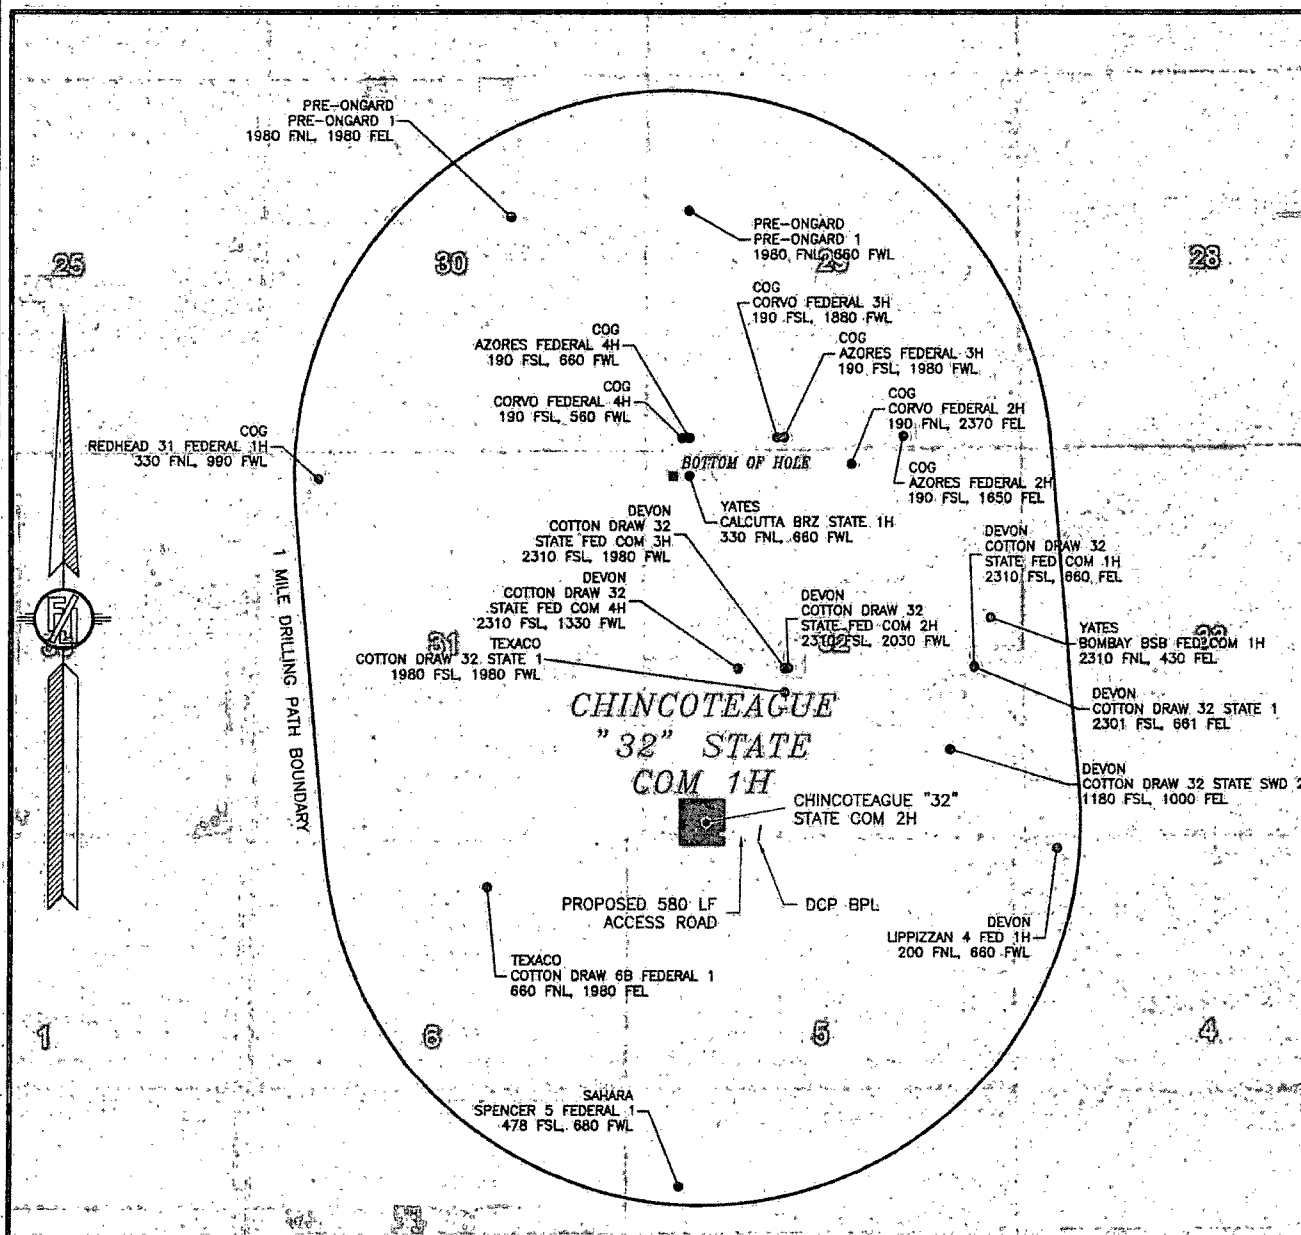 PRE-ONGARD
PRE-ONGARD 1
1980 FNL, 1980 FEL
PRE-ONGARD
PRE-ONGARD 1
1980 FNL, 660 FWL
25
30
29
28
COG
CORVO FEDERAL 3H
190 FSL, 1880 FWL
COG
AZORES FEDERAL 4H
190 FSL, 660 FWL
COG
AZORES FEDERAL 3H
190 FSL, 1980 FWL
COG
CORVO FEDERAL 4H
190 FSL, 560 FWL
COG
CORVO FEDERAL 2H
190 FNL, 2370 FEL
COG
REDHEAD 31 FEDERAL 1H
330 FNL, 990 FWL
BOTTOM OF HOLE
COG
AZORES FEDERAL 2H
190 FSL, 1650 FEL
YATES
CALCUTTA BRZ STATE 1H
330 FNL, 660 FWL
DEVON
COTTON DRAW 32
STATE FED COM 3H
2310 FSL, 1980 FWL
DEVON
COTTON DRAW 32
STATE FED COM 1H
2310 FSL, 660 FEL
DEVON
COTTON DRAW 32
STATE FED COM 4H
2310 FSL, 1330 FWL
DEVON
COTTON DRAW 32
STATE FED COM 2H
2310 FSL, 2030 FWL
1 MILE DRILLING PATH BOUNDARY
31
32
YATES
BOMBAY BSB FED COM 1H
2310 FNL, 430 FEL
TEXACO
COTTON DRAW 32 STATE 1
1980 FSL, 1980 FWL
DEVON
COTTON DRAW 32 STATE 1
2301 FSL, 661 FEL
CHINCOTEAGUE
"32" STATE
COM 1H
DEVON
COTTON DRAW 32 STATE SWD 2
1180 FSL, 1000 FEL
CHINCOTEAGUE "32"
STATE COM 2H
PROPOSED 580 LF
ACCESS ROAD
DCP BPL
DEVON
LIPPIZZAN 4 FED 1H
200 FNL, 660 FWL
TEXACO
COTTON DRAW 6B FEDERAL 1
660 FNL, 1980 FEL
1
6
5
4
SAHARA
SPENCER 5 FEDERAL 1
478 FSL, 680 FWL